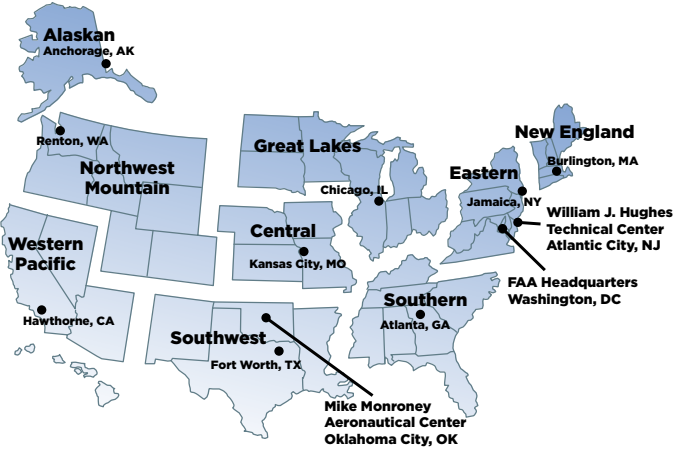 Alaskan
Anchorage, AK
Renton, WA
Northwest
Mountain
Great Lakes
Chicago, IL
New England
Burlington, MA
Eastern
Jamaica, NY
William J. Hughes
Technical Center
Atlantic City, NJ
FAA Headquarters
Washington, DC
Western
Pacific
Hawthorne, CA
Central
Kansas City, MO
Southern
Atlanta, GA
Southwest
Fort Worth, TX
Mike Monroney
Aeronautical Center
Oklahoma City, OK